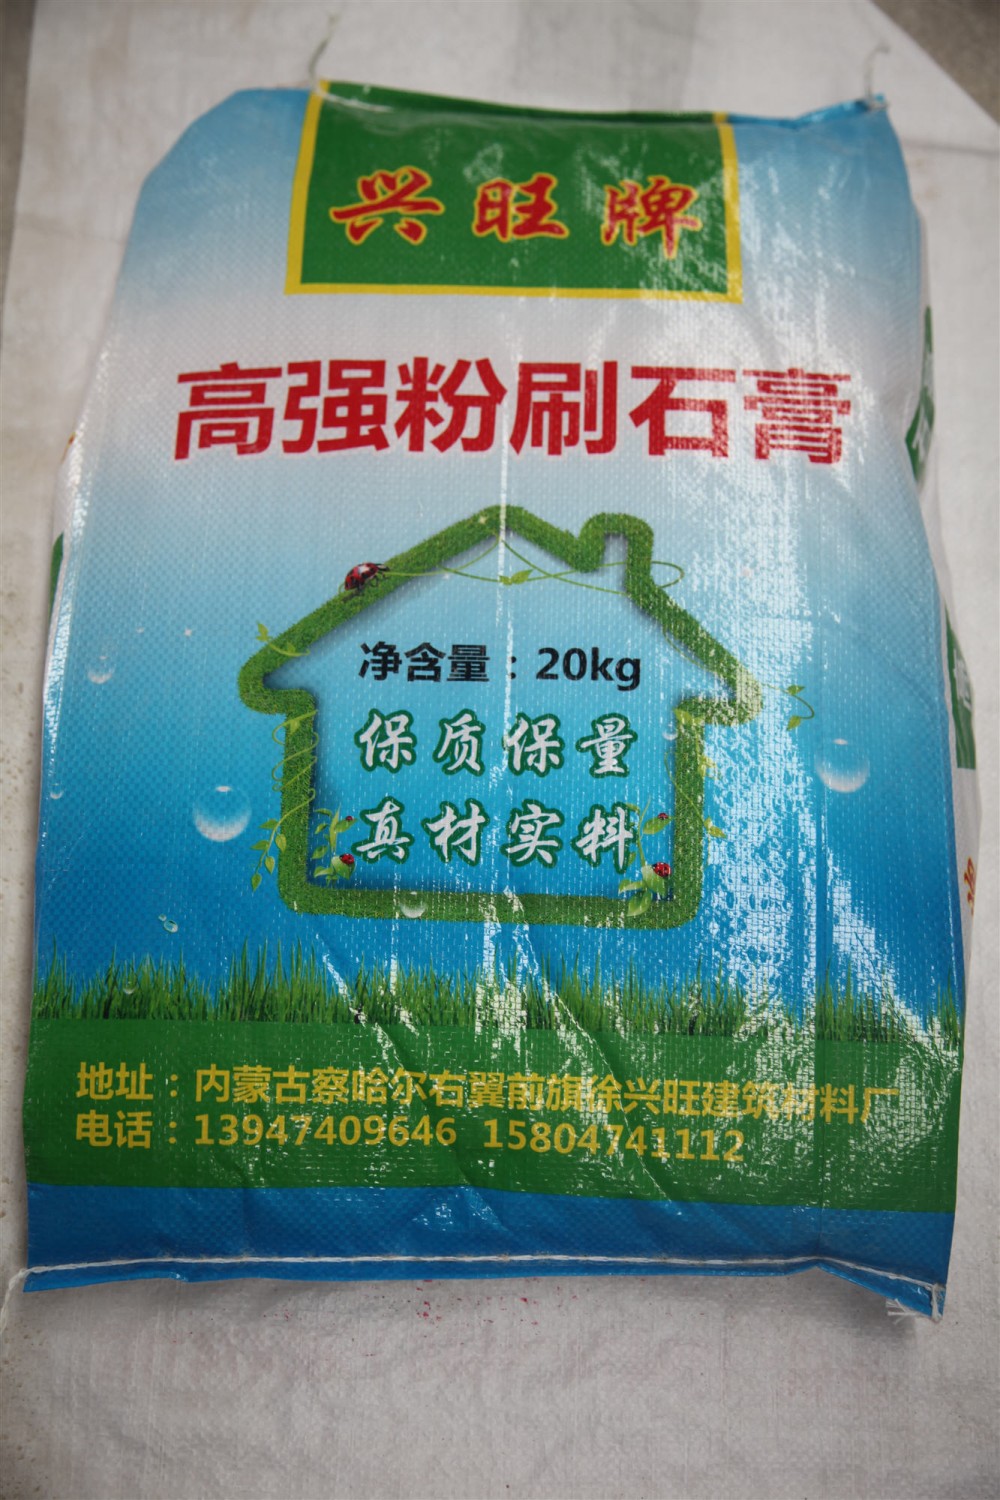 兴旺牌
高强粉刷石膏
净含量：20kg
保质保量
真材实料
地址：内蒙古察哈尔右翼前旗徐兴旺建筑材料厂
电话：13947409646 15804741112